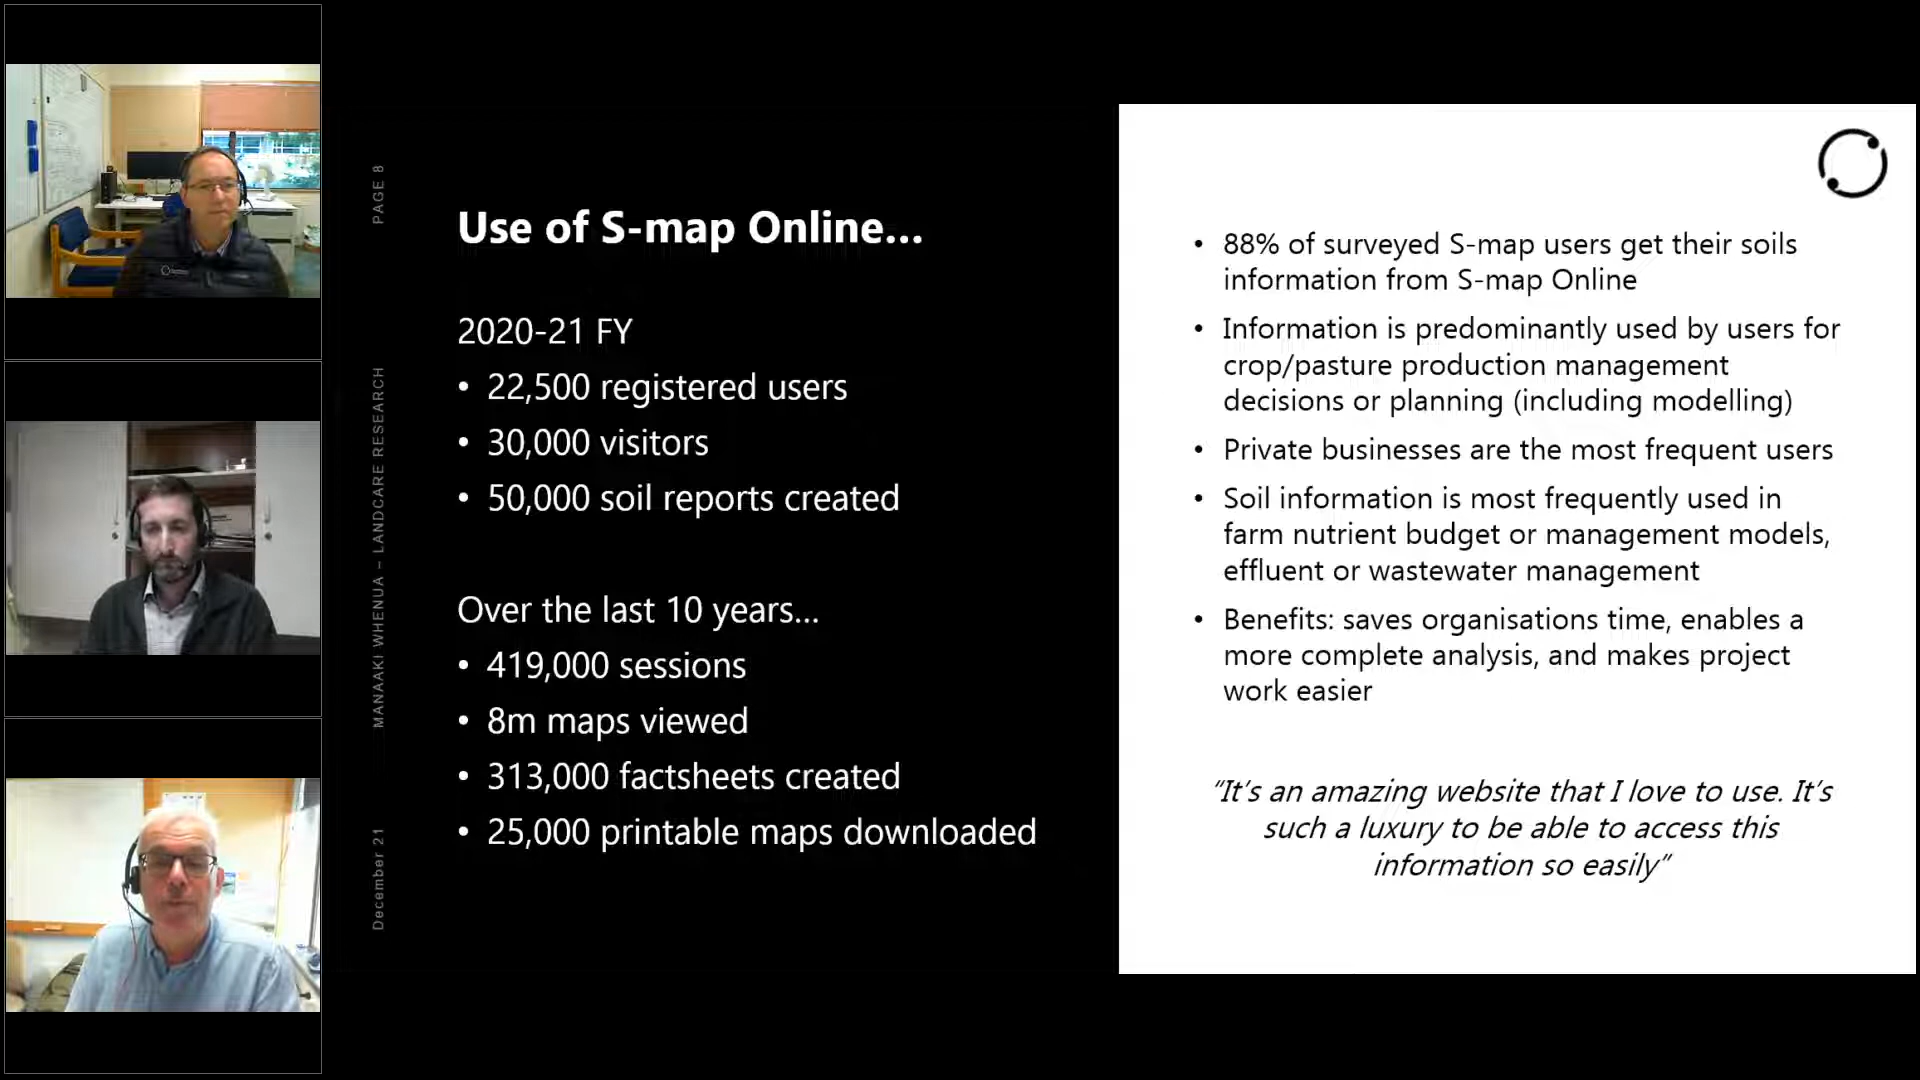 PAGE 8
MANAAKI WHENUA – LANDCARE RESEARCH
December 21
Use of S-map Online...
2020-21 FY
• 22,500 registered users
• 30,000 visitors
• 50,000 soil reports created
Over the last 10 years...
• 419,000 sessions
• 8m maps viewed
• 313,000 factsheets created
• 25,000 printable maps downloaded
• 88% of surveyed S-map users get their soils
information from S-map Online
• Information is predominantly used by users for
crop/pasture production management
decisions or planning (including modelling)
• Private businesses are the most frequent users
• Soil information is most frequently used in
farm nutrient budget or management models,
effluent or wastewater management
• Benefits: saves organisations time, enables a
more complete analysis, and makes project
work easier
“It’s an amazing website that I love to use. It’s
such a luxury to be able to access this
information so easily”